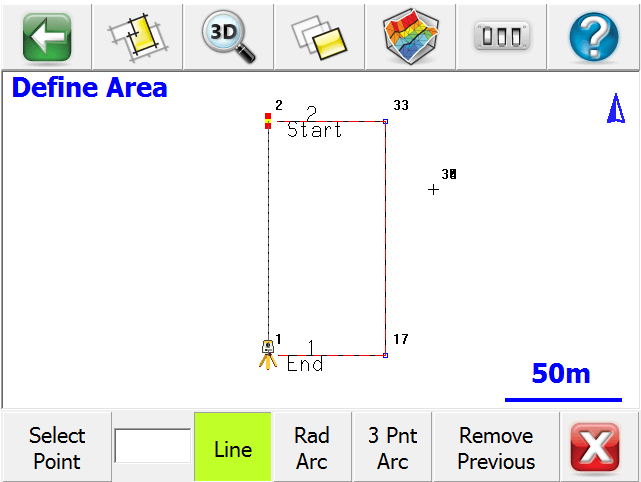 3D
?
Define Area
2
2
33
Start
1
1
17
End
50m
Select
Point
Line
Rad
Arc
3 Pnt
Arc
Remove
Previous
X